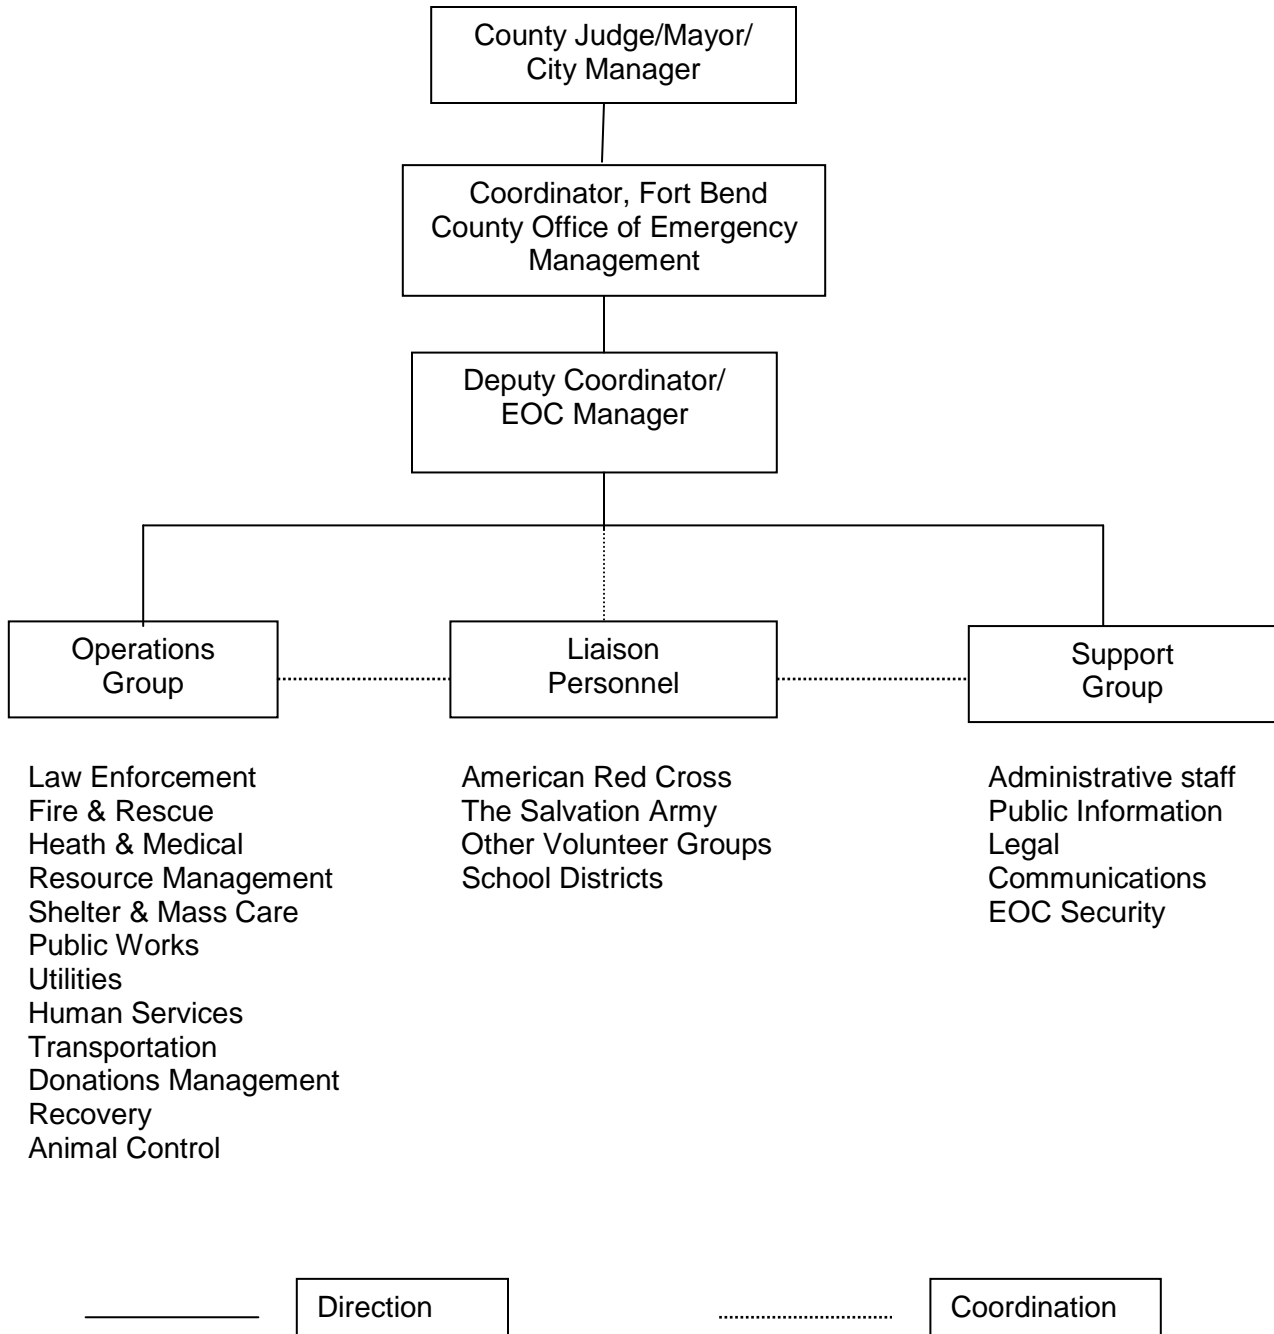 County Judge/Mayor/
City Manager
Coordinator, Fort Bend
County Office of Emergency
Management
Deputy Coordinator/
EOC Manager
Operations
Group
Liaison
Personnel
Support
Group
Law Enforcement
Fire & Rescue
Heath & Medical
Resource Management
Shelter & Mass Care
Public Works
Utilities
Human Services
Transportation
Donations Management
Recovery
Animal Control
American Red Cross
The Salvation Army
Other Volunteer Groups
School Districts
Administrative staff
Public Information
Legal
Communications
EOC Security
Direction
Coordination